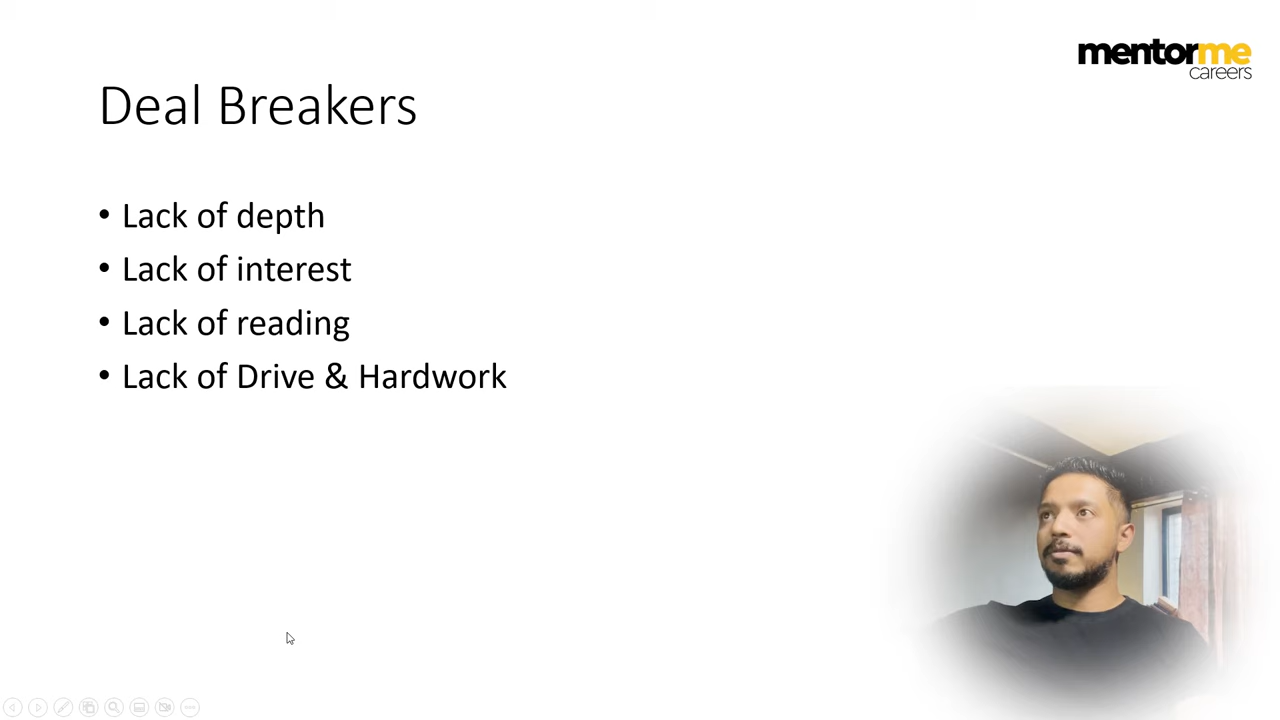 mentorme
careers
Deal Breakers
• Lack of depth
• Lack of interest
• Lack of reading
• Lack of Drive & Hardwork